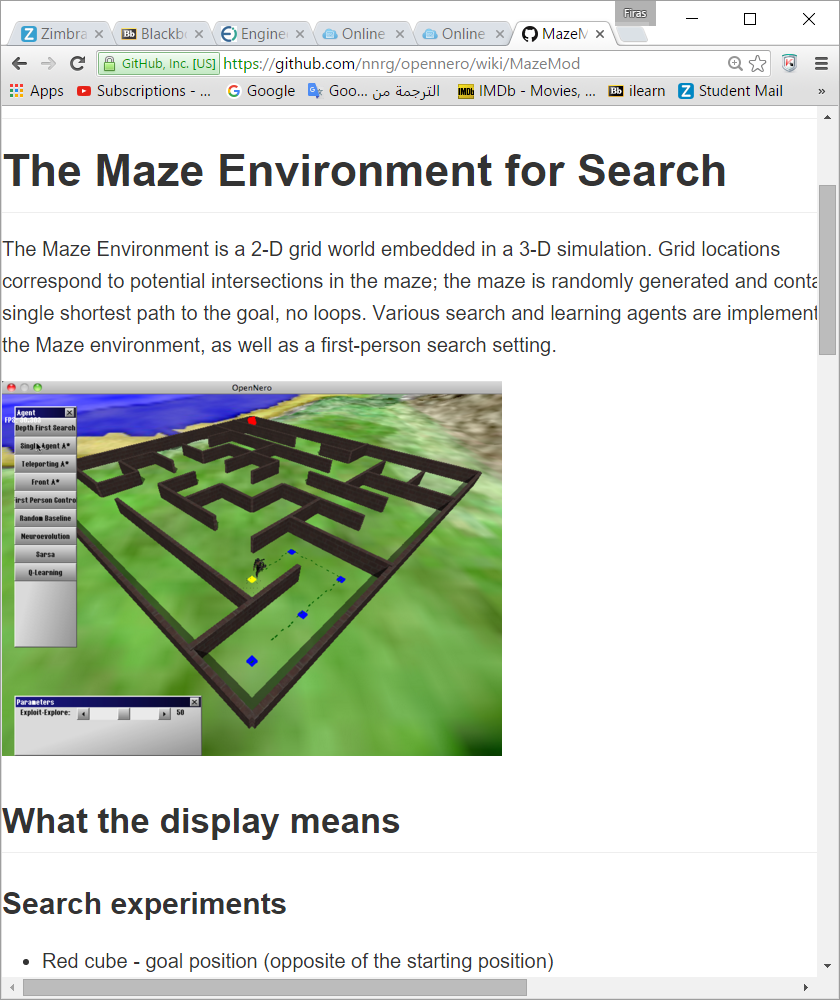 Firas
Zimbra
Blackb
Engine
Online
Online
MazeM
GitHub, Inc. [US]
https://github.com/nnrg/opennero/wiki/MazeMod
Apps
Subscriptions - ...
Google
Goo... الترجمة من
IMDb - Movies, ...
ilearn
Student Mail
»
The Maze Environment for Search
The Maze Environment is a 2-D grid world embedded in a 3-D simulation. Grid locations
correspond to potential intersections in the maze; the maze is randomly generated and conta
single shortest path to the goal, no loops. Various search and learning agents are implement
the Maze environment, as well as a first-person search setting.
OpenNero
Agent
Depth First Search
Single Agent A*
Teleporting A*
Front A*
irst Person Contro
Random Baseline
Neuroevolution
Sarsa
Q-Learning
Parameters
Exploit-Explore:
50
What the display means
Search experiments
• Red cube - goal position (opposite of the starting position)